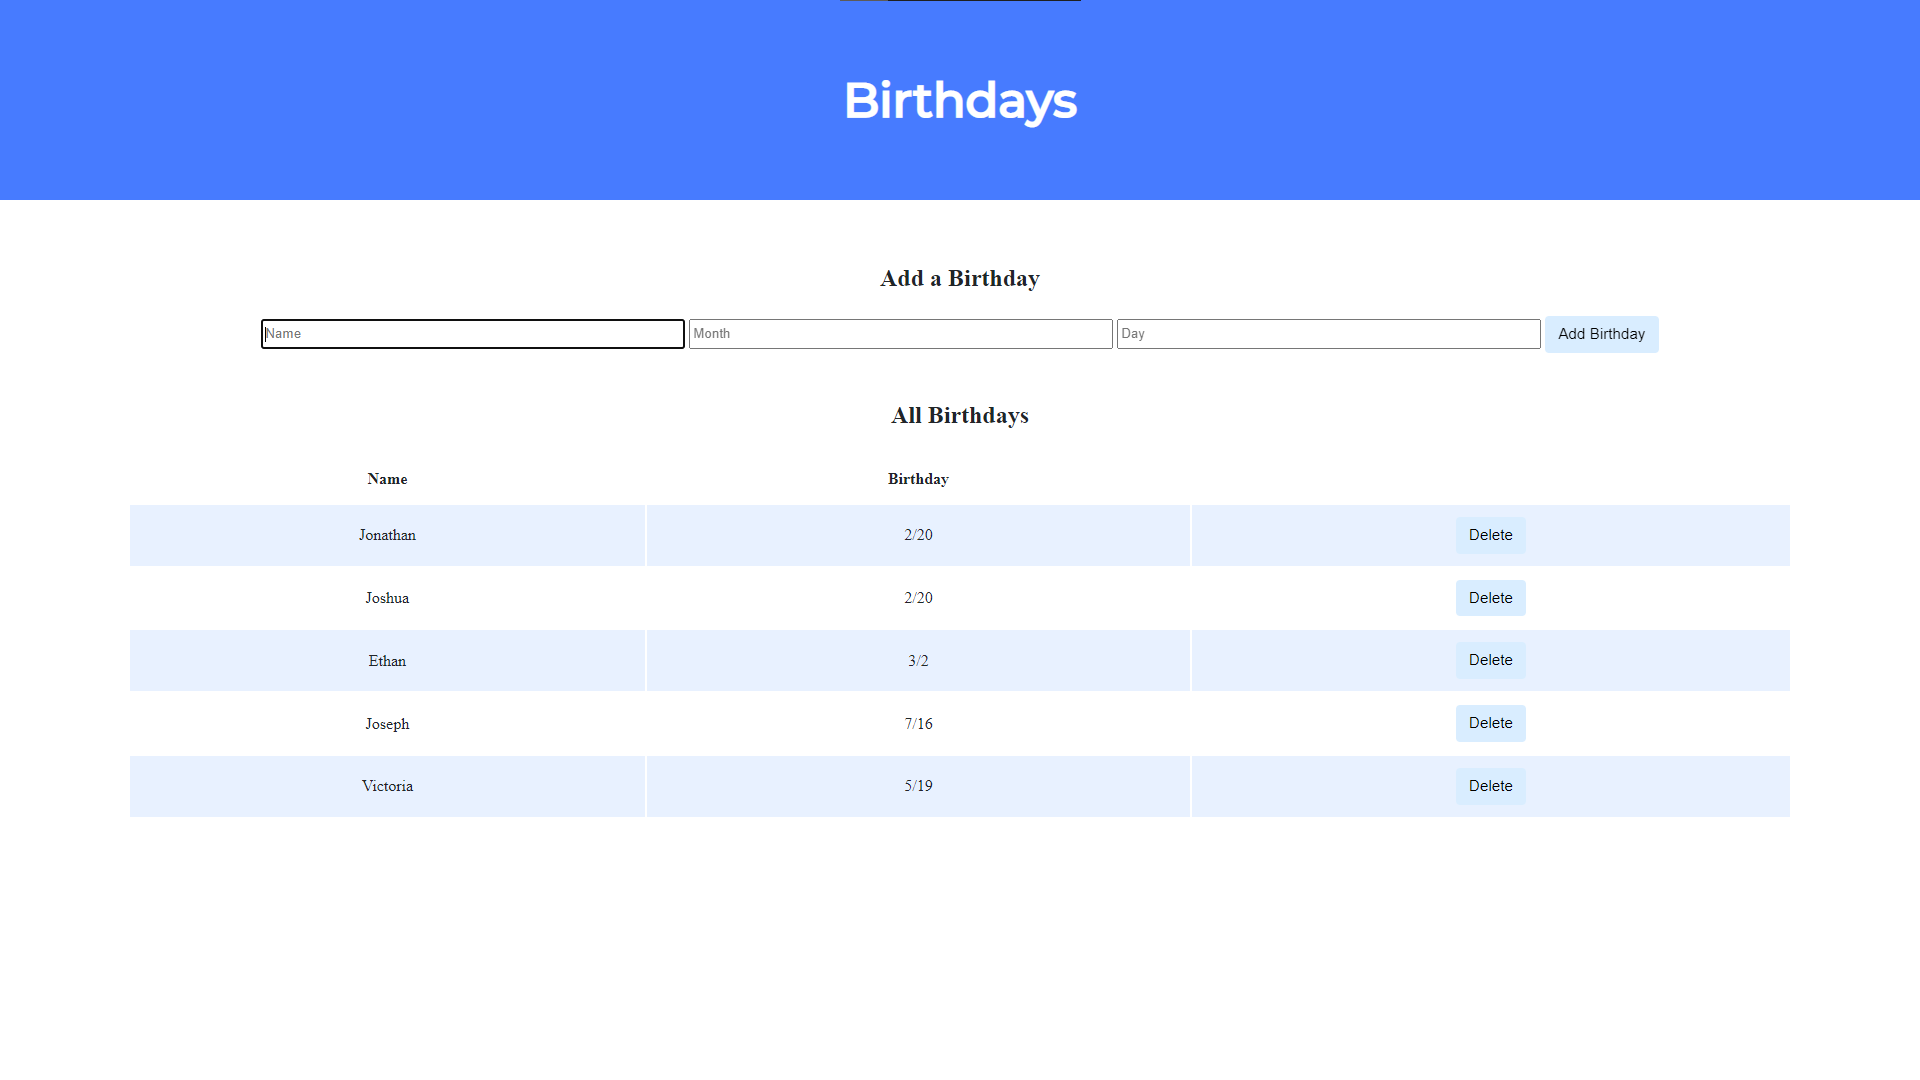 Birthdays
Add a Birthday
Name Month Day Add Birthday
All Birthdays
Name Birthday
Jonathan 2/20 Delete
Joshua 2/20 Delete
Ethan 3/2 Delete
Joseph 7/16 Delete
Victoria 5/19 Delete